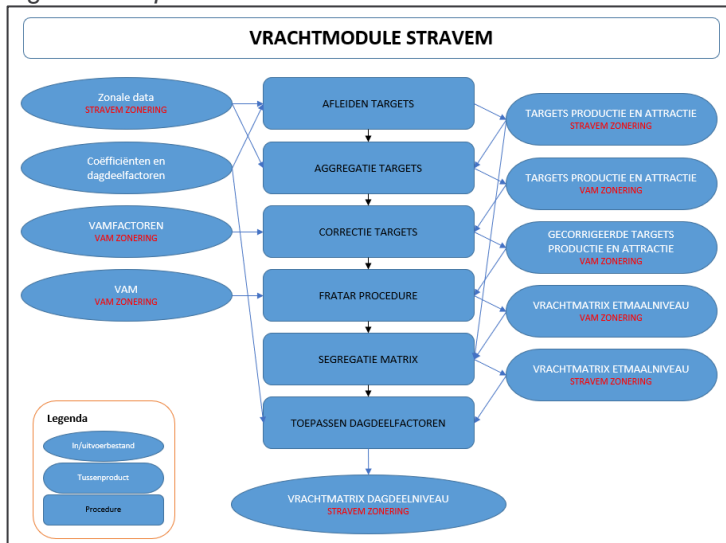 VRACHTMODULE STRAVEM
Zonale data
STRAVEM ZONERING
AFLEIDEN TARGETS
TARGETS PRODUCTIE EN ATTRACTIE
STRAVEM ZONERING
Coëfficiënten en
dagdeelfactoren
AGGREGATIE TARGETS
TARGETS PRODUCTIE EN ATTRACTIE
VAM ZONERING
VAMFACTOREN
VAM ZONERING
CORRECTIE TARGETS
GECORRIGEERDE TARGETS
PRODUCTIE EN ATTRACTIE
VAM ZONERING
VAM
VAM ZONERING
FRATAR PROCEDURE
VRACHTMATRIX ETMAALNIVEAU
VAM ZONERING
SEGREGATIE MATRIX
VRACHTMATRIX ETMAALNIVEAU
STRAVEM ZONERING
TOEPASSEN DAGDEELFACTOREN
Legenda
In/uitvoerbestand
Tussenproduct
Procedure
VRACHTMATRIX DAGDEELNIVEAU
STRAVEM ZONERING